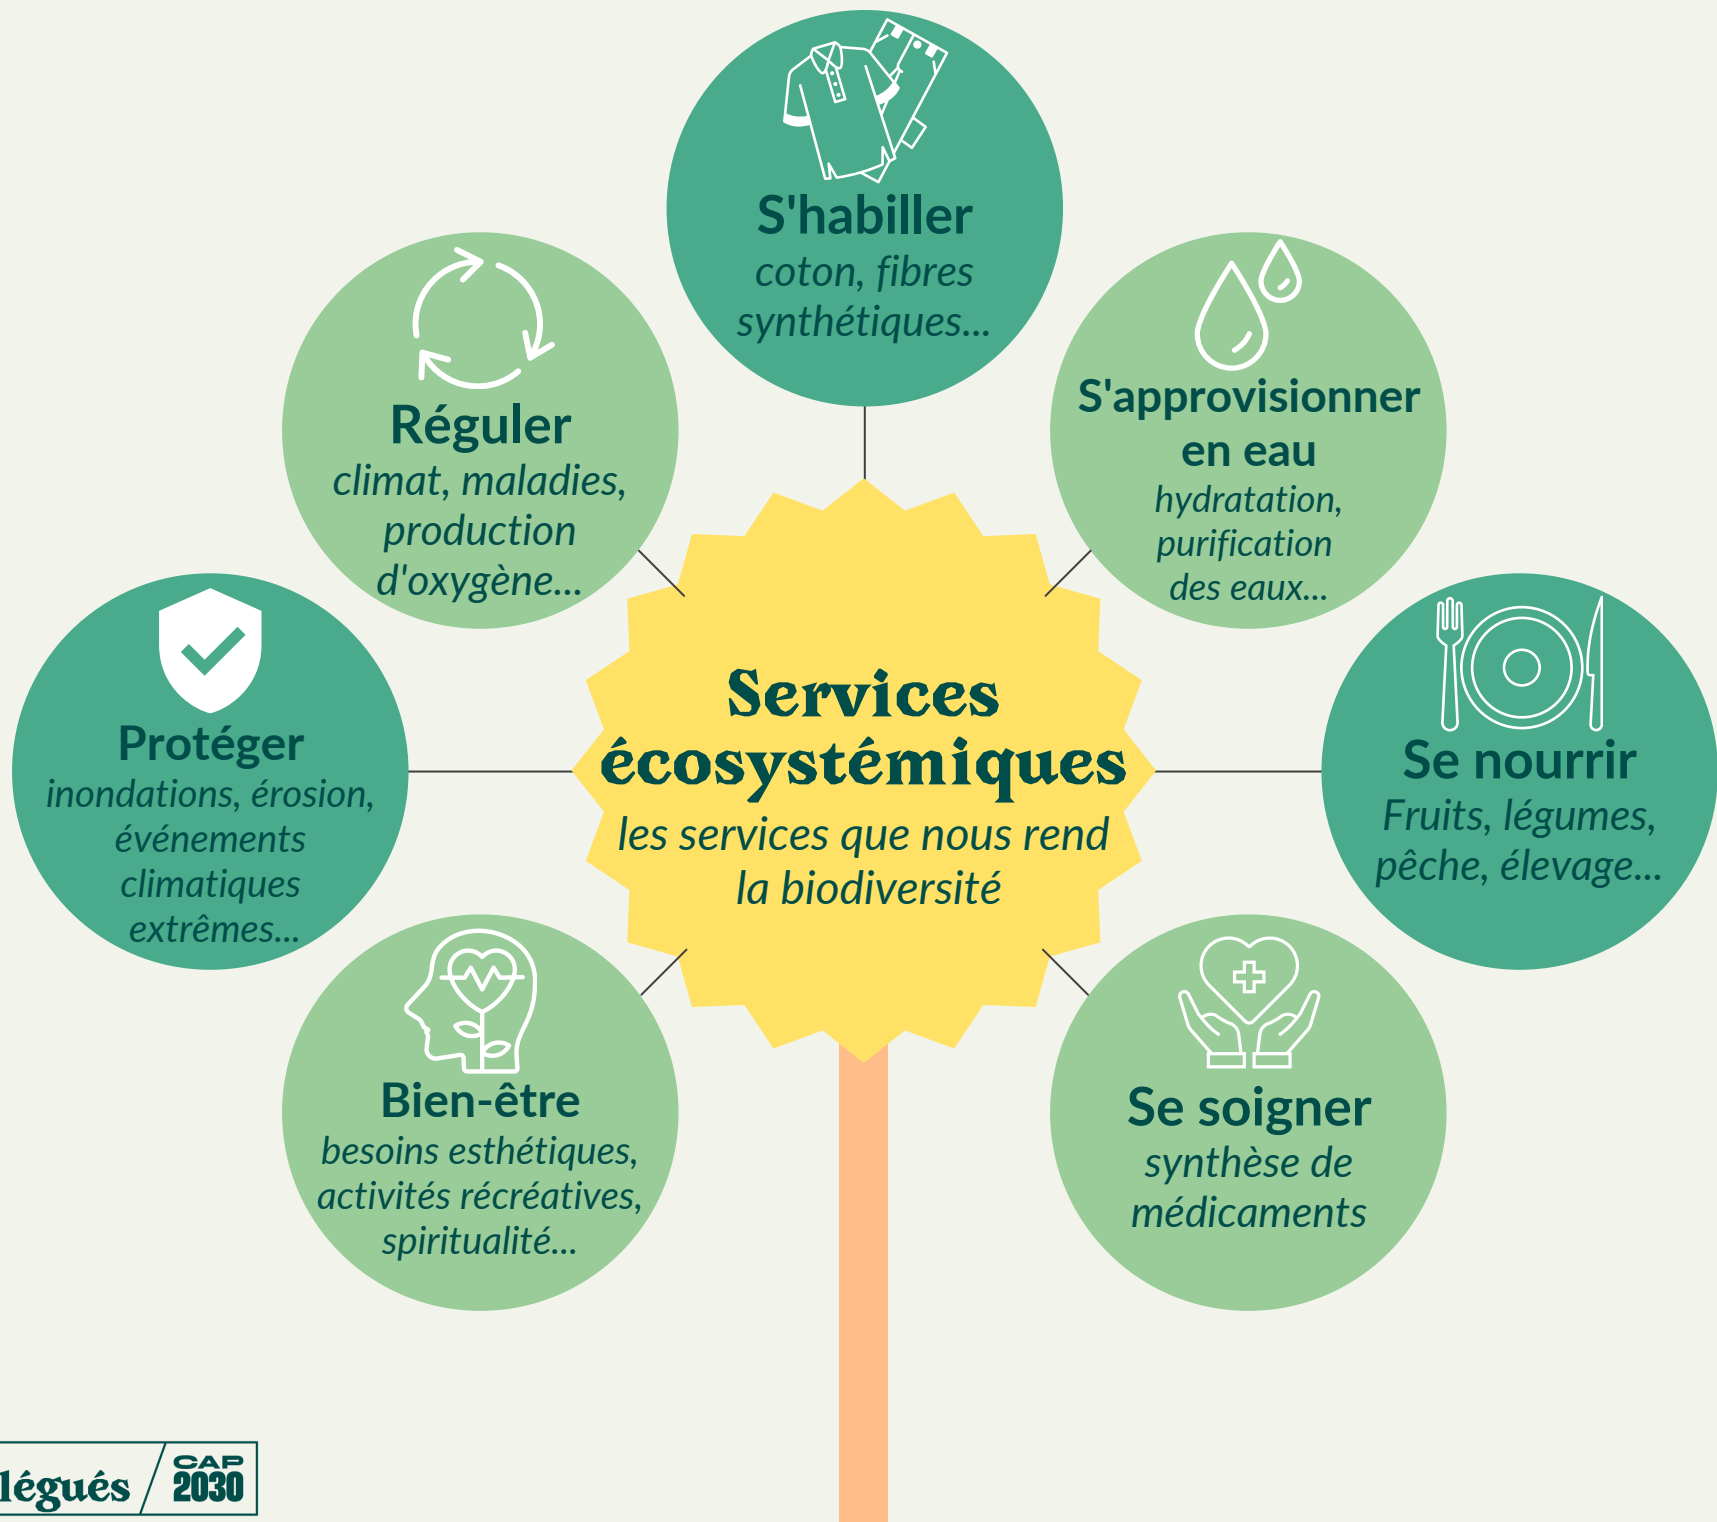 S'habiller
coton, fibres
synthétiques...
Réguler
climat, maladies,
production
d'oxygène...
S'approvisionner
en eau
hydratation,
purification
des eaux...
Protéger
inondations, érosion,
événements
climatiques
extrêmes...
Services
écosystémiques
les services que nous rend
la biodiversité
Se nourrir
Fruits, légumes,
pêche, élevage...
Bien-être
besoins esthétiques,
activités récréatives,
spiritualité...
Se soigner
synthèse de
médicaments
légués
CAP
2030